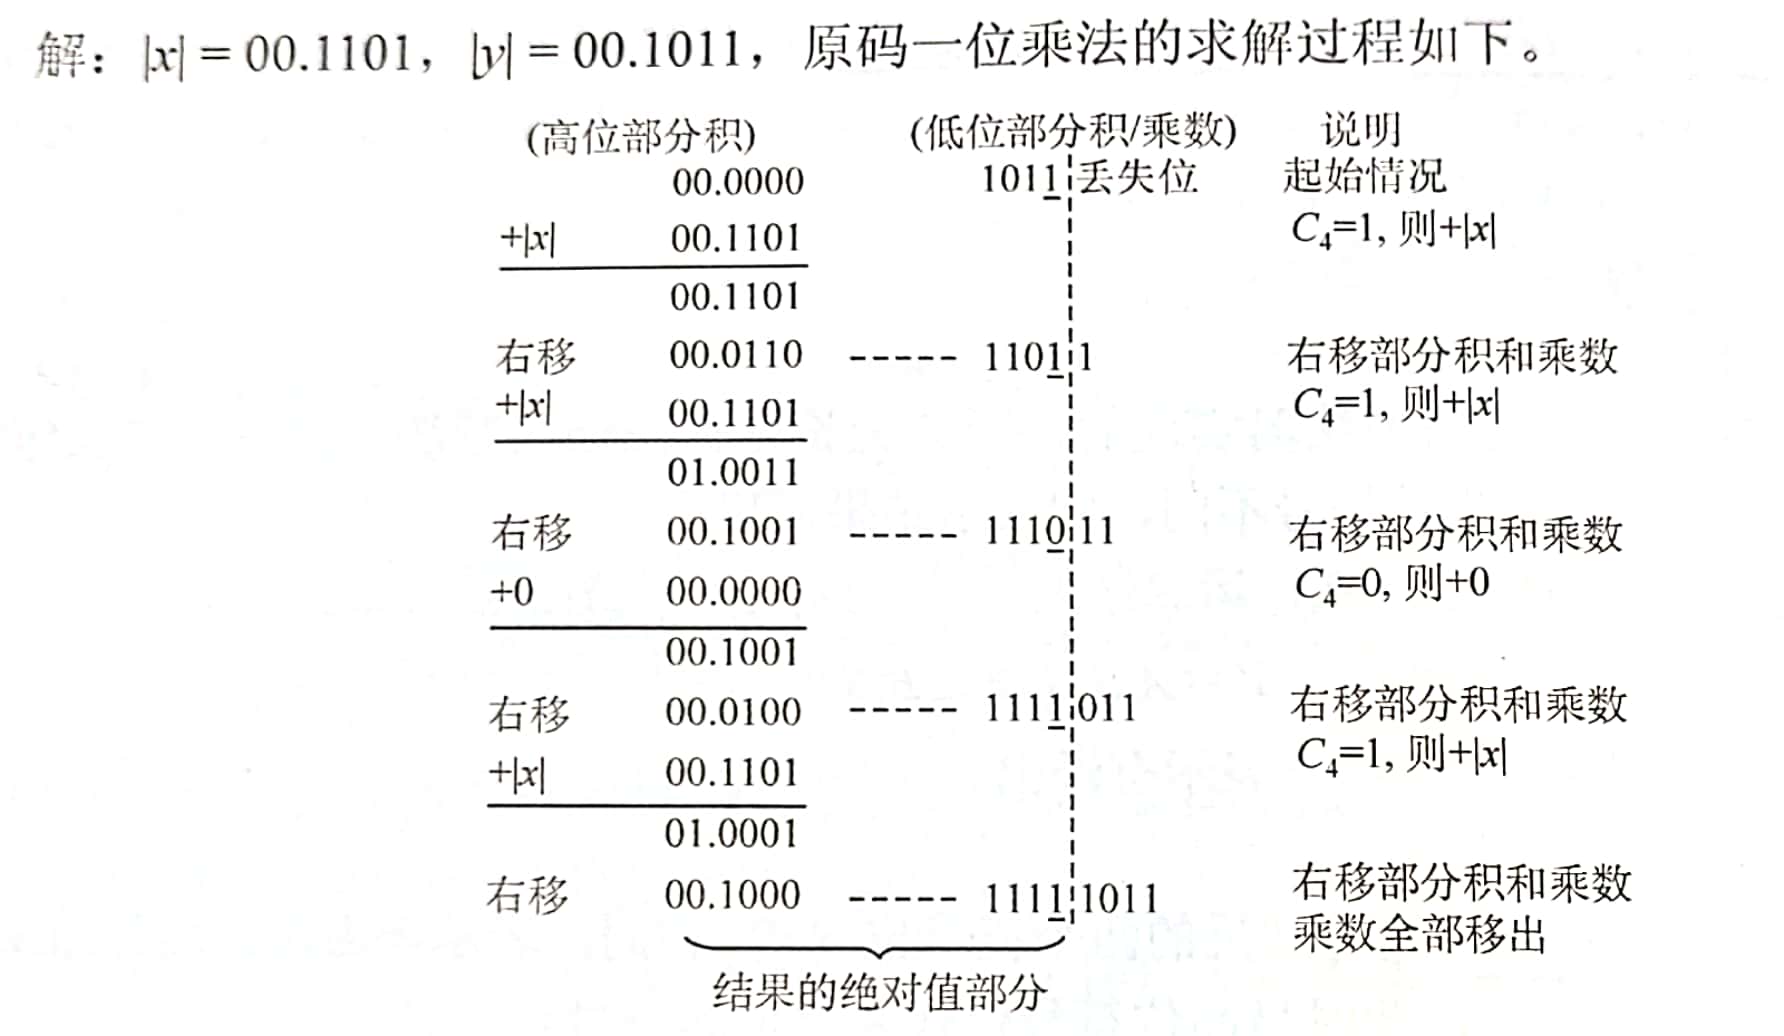 解：|x| = 00.1101，|y| = 00.1011，原码一位乘法的求解过程如下。
(高位部分积) (低位部分积/乘数) 说明
00.0000 1011 丢失位 起始情况
+|x| 00.1101 C₄=1, 则+|x|
00.1101
右移 00.0110 ----- 1101 1 右移部分积和乘数
+|x| 00.1101 C₄=1, 则+|x|
01.0011
右移 00.1001 ----- 1110 11 右移部分积和乘数
+0 00.0000 C₄=0, 则+0
00.1001
右移 00.0100 ----- 1111 011 右移部分积和乘数
+|x| 00.1101 C₄=1, 则+|x|
01.0001
右移 00.1000 ----- 1111 1011 右移部分积和乘数
乘数全部移出
结果的绝对值部分